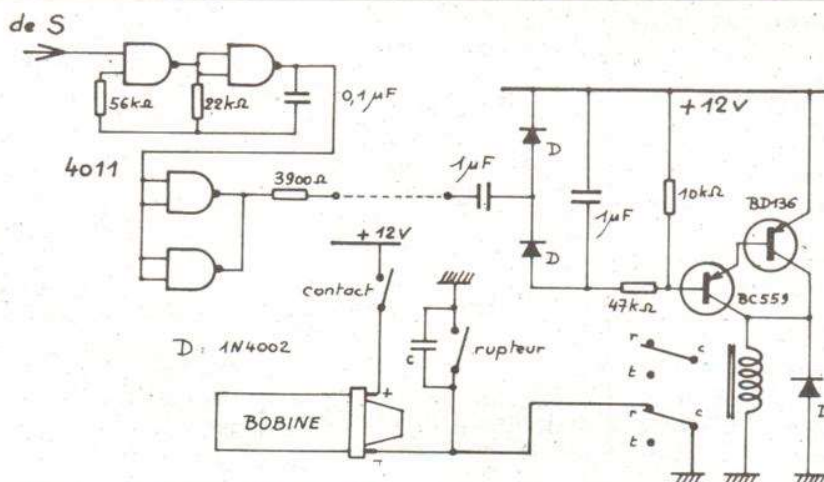 de S
56kΩ
22kΩ
0,1µF
4011
3900Ω
1µF
D
D
1µF
+12V
10kΩ
BD136
47kΩ
BC559
+12V
contact
c
rupteur
D: 1N4002
BOBINE
+
-
r
c
t
r
c
t
D